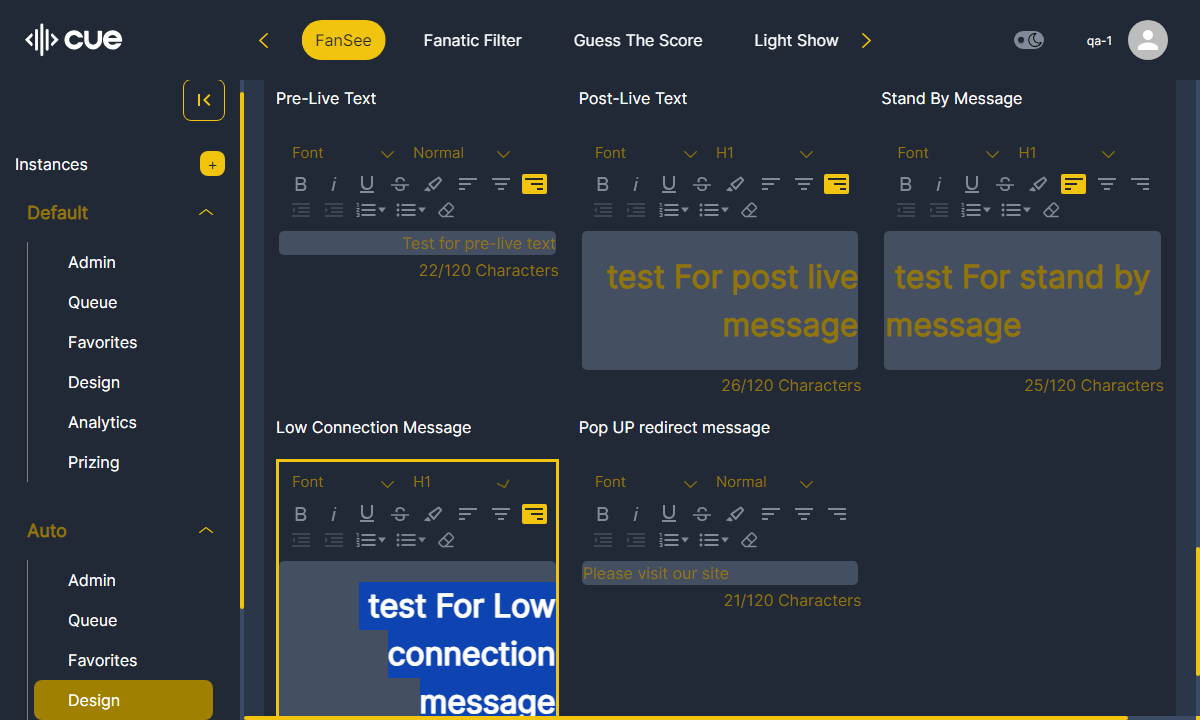 cue
FanSee
Fanatic Filter
Guess The Score
Light Show
qa-1
Instances
+
Default
Admin
Queue
Favorites
Design
Analytics
Prizing
Auto
Admin
Queue
Favorites
Design
Pre-Live Text
Font
Normal
B i U S
Test for pre-live text
22/120 Characters
Post-Live Text
Font
H1
B i U S
test For post live
message
26/120 Characters
Stand By Message
Font
H1
B i U S
test For stand by
message
25/120 Characters
Low Connection Message
Font
H1
B i U S
test For Low
connection
message
Pop UP redirect message
Font
Normal
B i U S
Please visit our site
21/120 Characters